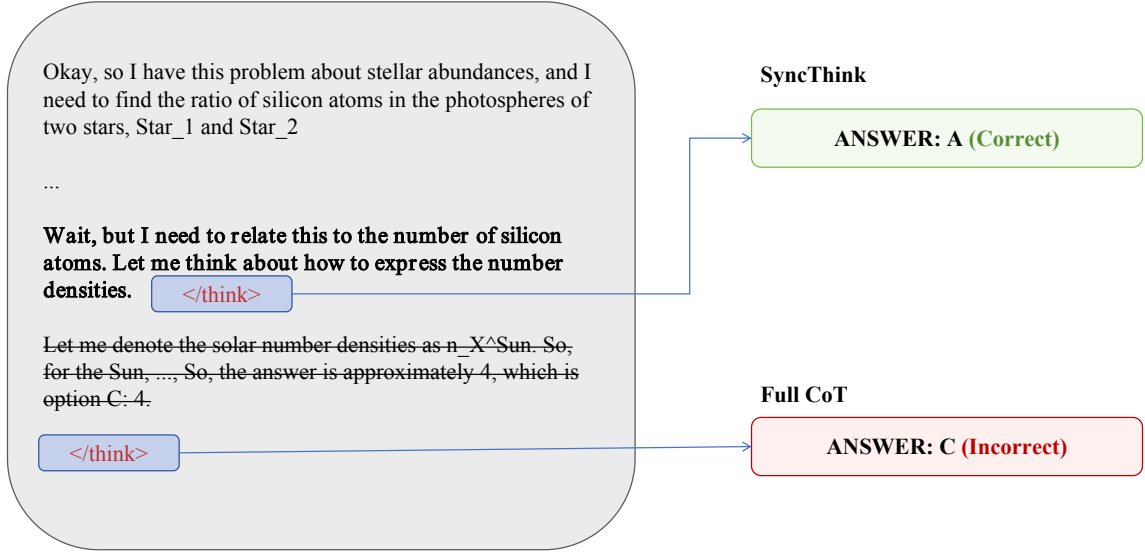 Okay, so I have this problem about stellar abundances, and I
need to find the ratio of silicon atoms in the photospheres of
two stars, Star_1 and Star_2
...
Wait, but I need to relate this to the number of silicon
atoms. Let me think about how to express the number
densities. </think>
Let me denote the solar number densities as n_X^Sun. So,
for the Sun, ..., So, the answer is approximately 4, which is
option C: 4.
</think>
SyncThink
ANSWER: A (Correct)
Full CoT
ANSWER: C (Incorrect)